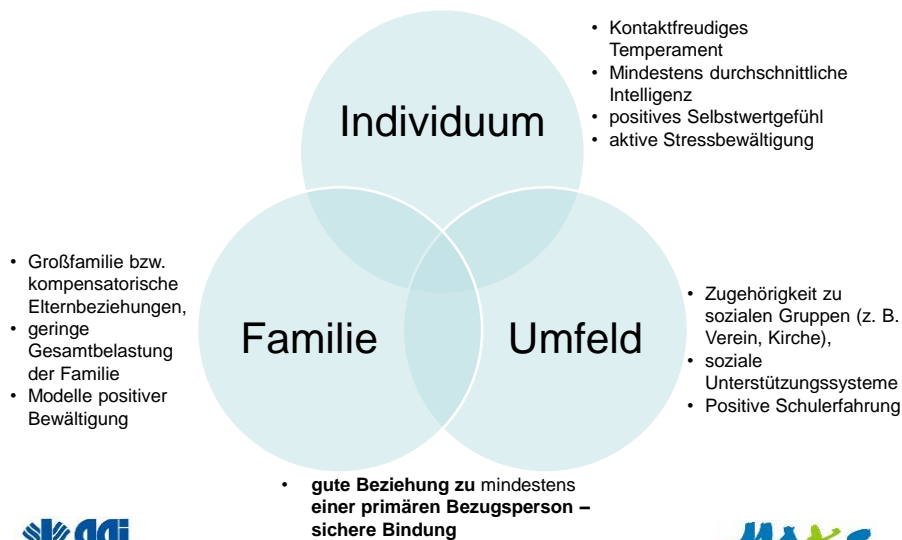 Individuum
• Kontaktfreudiges
Temperament
• Mindestens durchschnittliche
Intelligenz
• positives Selbstwertgefühl
• aktive Stressbewältigung
Familie
• Großfamilie bzw.
kompensatorische
Elternbeziehungen,
• geringe
Gesamtbelastung
der Familie
• Modelle positiver
Bewältigung
Umfeld
• Zugehörigkeit zu
sozialen Gruppen (z. B.
Verein, Kirche),
• soziale
Unterstützungssysteme
• Positive Schulerfahrung
• gute Beziehung zu mindestens
einer primären Bezugsperson –
sichere Bindung